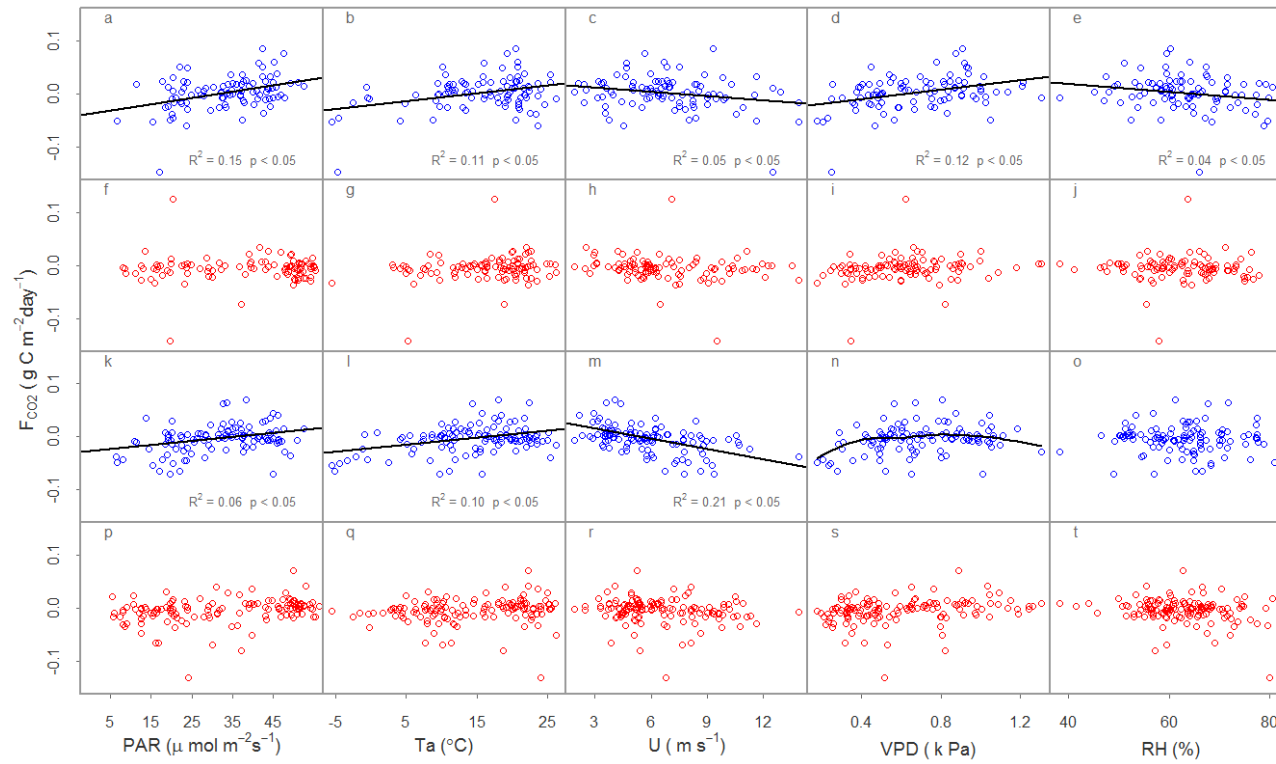 a b c d e
0.1
0.0
-0.1
R² = 0.15 p < 0.05 R² = 0.11 p < 0.05 R² = 0.05 p < 0.05 R² = 0.12 p < 0.05 R² = 0.04 p < 0.05
f g h i j
0.1
0.0
-0.1
F_CO2 ( g C m⁻²day⁻¹)
k l m n o
0.1
0.0
-0.1
R² = 0.06 p < 0.05 R² = 0.10 p < 0.05 R² = 0.21 p < 0.05
p q r s t
0.1
0.0
-0.1
5 15 25 35 45 -5 5 15 25 3 6 9 12 0.4 0.8 1.2 40 60 80
PAR (μ mol m⁻²s⁻¹) Ta (°C) U ( m s⁻¹) VPD ( k Pa) RH (%)